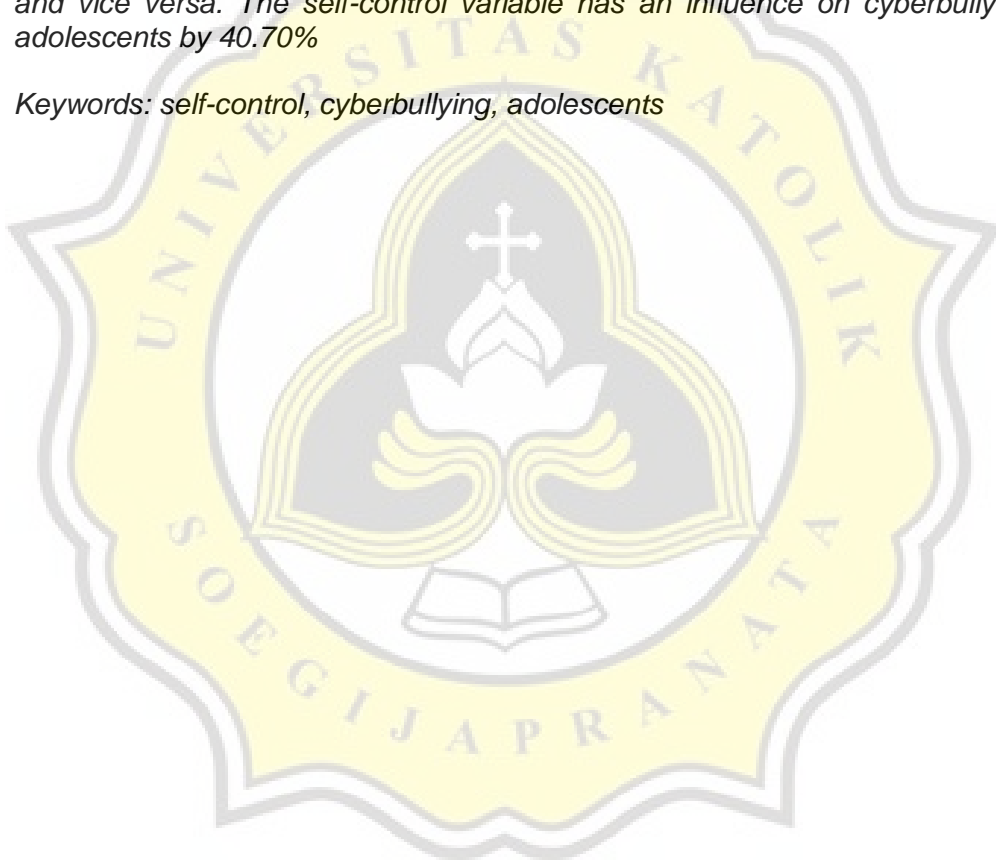 and vice versa. The self-control variable has an influence on cyberbully
adolescents by 40.70%
Keywords: self-control, cyberbullying, adolescents
UNIVERSITAS KATOLIK
SOEGIJAPRANATA